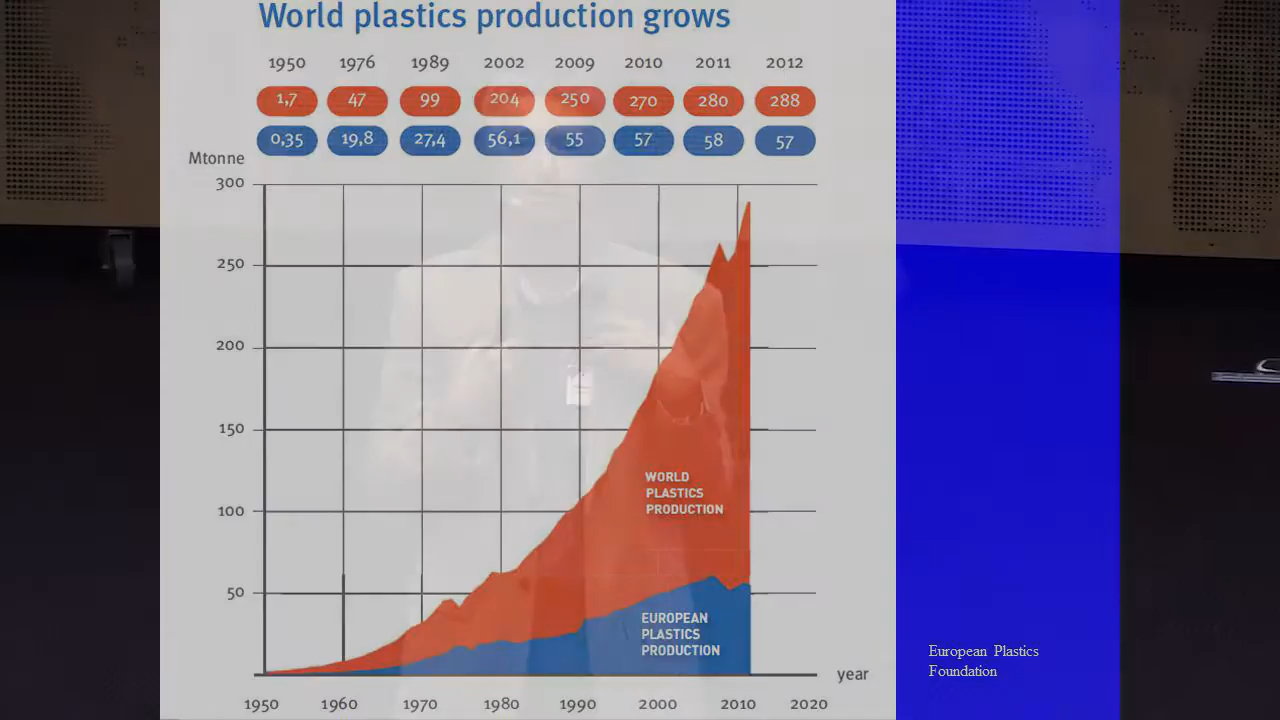 World plastics production grows
1950 1976 1989 2002 2009 2010 2011 2012
1,7 47 99 204 250 270 280 288
0,35 19,8 27,4 56,1 55 57 58 57
Mtonne
300
250
200
150
100
50
WORLD
PLASTICS
PRODUCTION
EUROPEAN
PLASTICS
PRODUCTION
year
1950 1960 1970 1980 1990 2000 2010 2020
European Plastics
Foundation